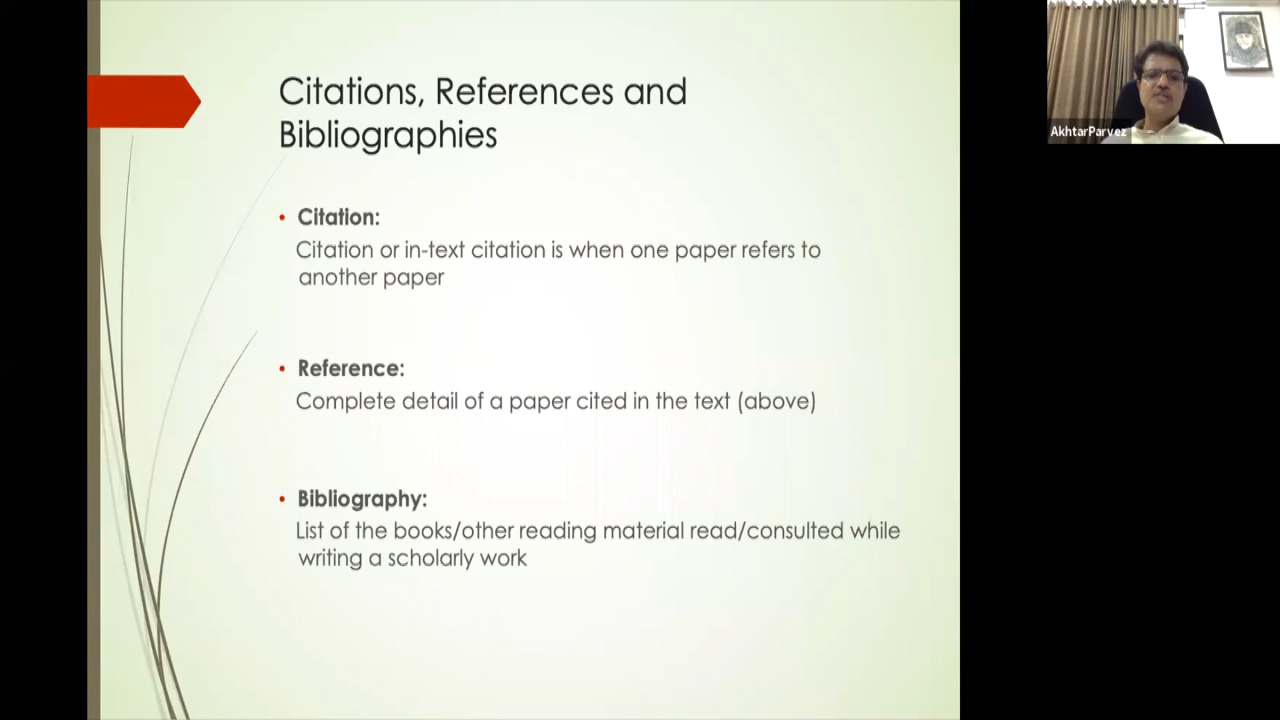 Citations, References and
Bibliographies
• Citation:
Citation or in-text citation is when one paper refers to
another paper
• Reference:
Complete detail of a paper cited in the text (above)
• Bibliography:
List of the books/other reading material read/consulted while
writing a scholarly work
AkhtarParvez